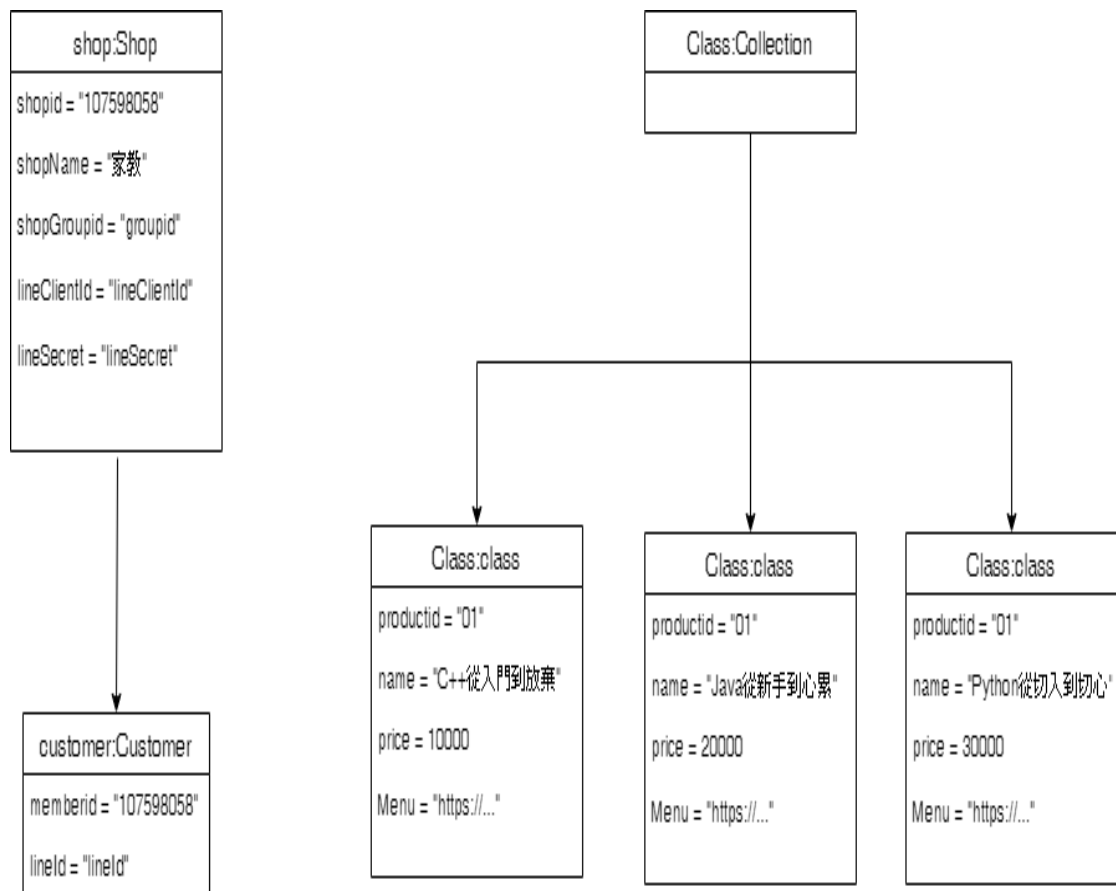 shop:Shop
shopid = "107598058"
shopName = "家教"
shopGroupid = "groupid"
lineClientId = "lineClientId"
lineSecret = "lineSecret"
customer:Customer
memberid = "107598058"
lineId = "lineId"
Class:Collection
Class:class
productid = "01"
name = "C++從入門到放棄"
price = 10000
Menu = "https://..."
Class:class
productid = "01"
name = "Java從新手到心累"
price = 20000
Menu = "https://..."
Class:class
productid = "01"
name = "Python從切入到切心"
price = 30000
Menu = "https://..."